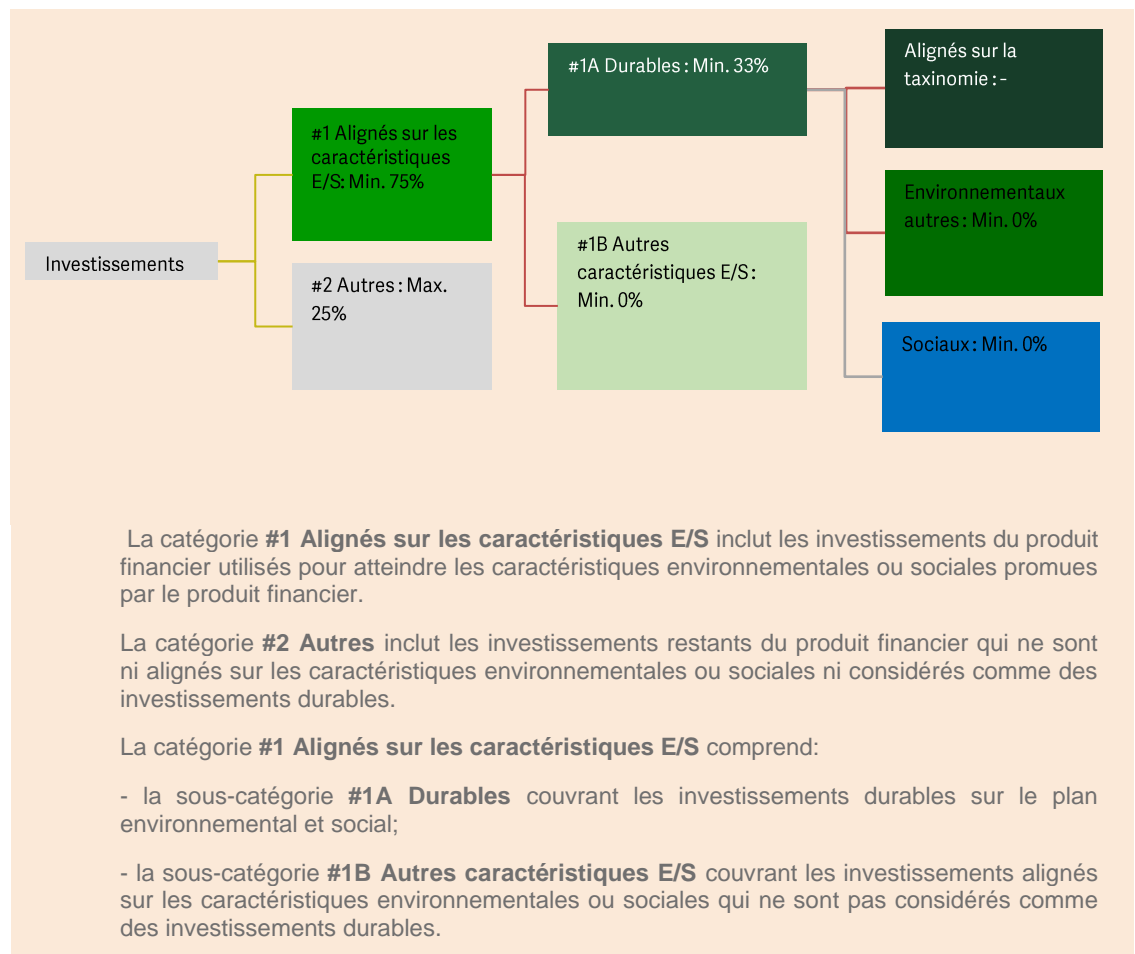 Investissements
#1 Alignés sur les
caractéristiques
E/S: Min. 75%
#2 Autres : Max.
25%
#1A Durables : Min. 33%
#1B Autres
caractéristiques E/S :
Min. 0%
Alignés sur la
taxinomie : -
Environnementaux
autres : Min. 0%
Sociaux : Min. 0%
La catégorie #1 Alignés sur les caractéristiques E/S inclut les investissements du produit
financier utilisés pour atteindre les caractéristiques environnementales ou sociales promues
par le produit financier.
La catégorie #2 Autres inclut les investissements restants du produit financier qui ne sont
ni alignés sur les caractéristiques environnementales ou sociales ni considérés comme des
investissements durables.
La catégorie #1 Alignés sur les caractéristiques E/S comprend:
- la sous-catégorie #1A Durables couvrant les investissements durables sur le plan
environnemental et social;
- la sous-catégorie #1B Autres caractéristiques E/S couvrant les investissements alignés
sur les caractéristiques environnementales ou sociales qui ne sont pas considérés comme
des investissements durables.